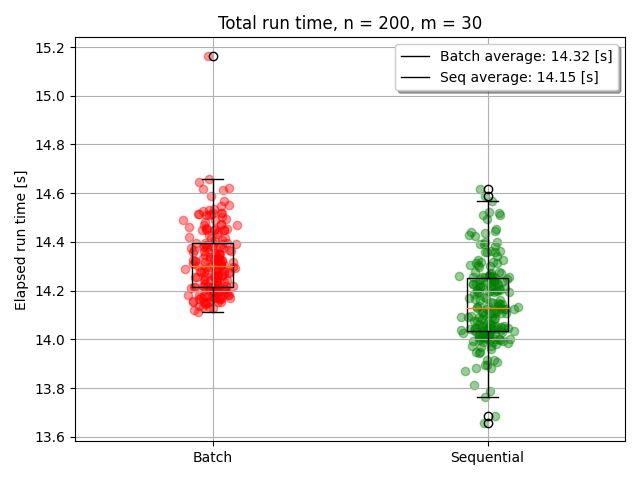 Total run time, n = 200, m = 30
Batch average: 14.32 [s]
Seq average: 14.15 [s]
Elapsed run time [s]
15.2
15.0
14.8
14.6
14.4
14.2
14.0
13.8
13.6
Batch
Sequential